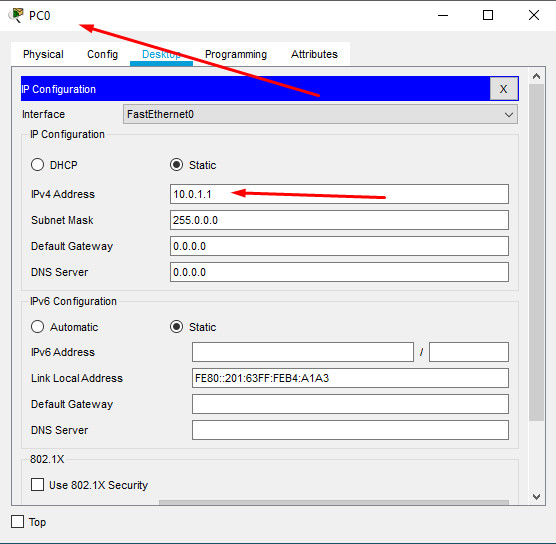 PC0
Physical Config Desktop Programming Attributes
IP Configuration X
Interface FastEthernet0
IP Configuration
DHCP Static
IPv4 Address 10.0.1.1
Subnet Mask 255.0.0.0
Default Gateway 0.0.0.0
DNS Server 0.0.0.0
IPv6 Configuration
Automatic Static
IPv6 Address /
Link Local Address FE80::201:63FF:FEB4:A1A3
Default Gateway
DNS Server
802.1X
Use 802.1X Security
Top